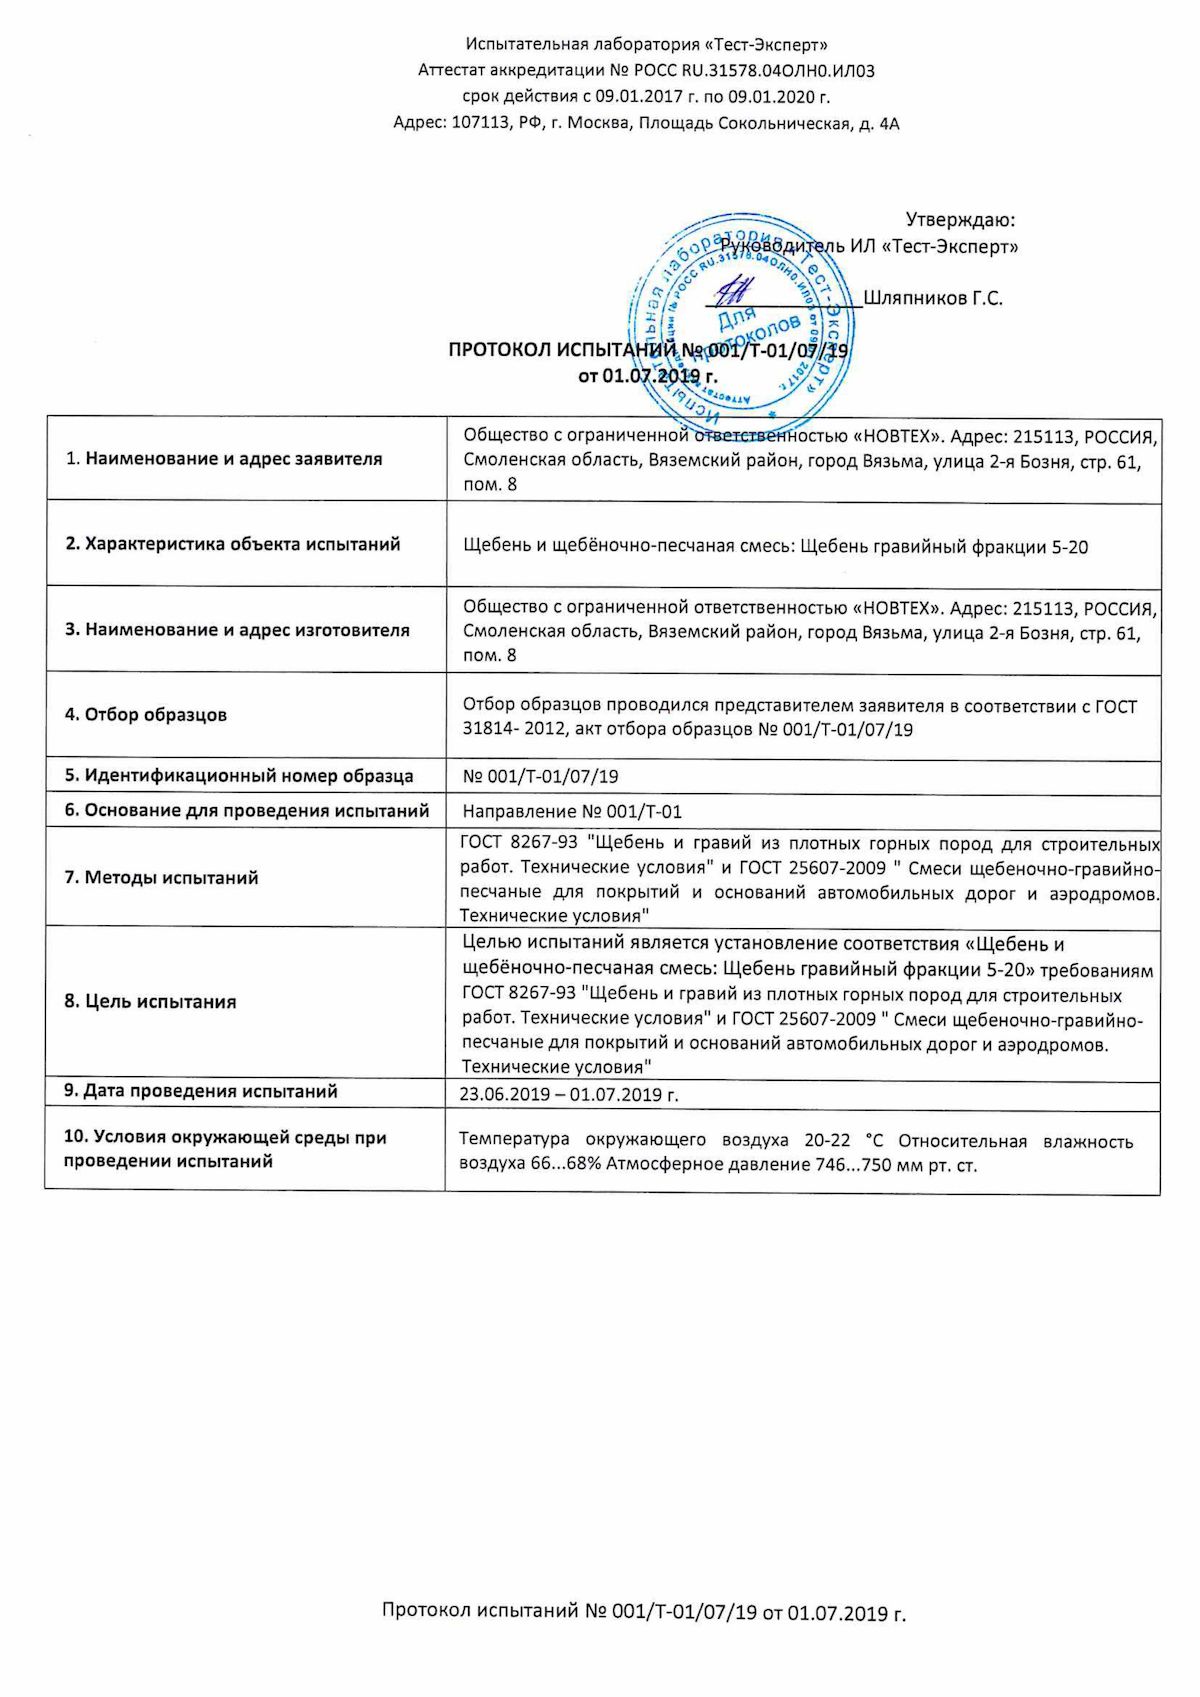 Испытательная лаборатория «Тест-Эксперт»
Аттестат аккредитации № РОСС RU.31578.04ОЛН0.ИЛ03
срок действия с 09.01.2017 г. по 09.01.2020 г.
Адрес: 107113, РФ, г. Москва, Площадь Сокольническая, д. 4А
Утверждаю:
Руководитель ИЛ «Тест-Эксперт»
Шляпников Г.С.
Испытательная лаборатория «Тест-Эксперт»
Для
протоколов
ПРОТОКОЛ ИСПЫТАНИЙ № 001/Т-01/07/19
от 01.07.2019 г.
1. Наименование и адрес заявителя
Общество с ограниченной ответственностью «НОВТЕХ». Адрес: 215113, РОССИЯ,
Смоленская область, Вяземский район, город Вязьма, улица 2-я Бозня, стр. 61,
пом. 8
2. Характеристика объекта испытаний
Щебень и щебёночно-песчаная смесь: Щебень гравийный фракции 5-20
3. Наименование и адрес изготовителя
Общество с ограниченной ответственностью «НОВТЕХ». Адрес: 215113, РОССИЯ,
Смоленская область, Вяземский район, город Вязьма, улица 2-я Бозня, стр. 61,
пом. 8
4. Отбор образцов
Отбор образцов проводился представителем заявителя в соответствии с ГОСТ
31814- 2012, акт отбора образцов № 001/Т-01/07/19
5. Идентификационный номер образца
№ 001/Т-01/07/19
6. Основание для проведения испытаний
Направление № 001/Т-01
7. Методы испытаний
ГОСТ 8267-93 "Щебень и гравий из плотных горных пород для строительных
работ. Технические условия" и ГОСТ 25607-2009 " Смеси щебеночно-гравийно-
песчаные для покрытий и оснований автомобильных дорог и аэродромов.
Технические условия"
8. Цель испытания
Целью испытаний является установление соответствия «Щебень и
щебёночно-песчаная смесь: Щебень гравийный фракции 5-20» требованиям
ГОСТ 8267-93 "Щебень и гравий из плотных горных пород для строительных
работ. Технические условия" и ГОСТ 25607-2009 " Смеси щебеночно-гравийно-
песчаные для покрытий и оснований автомобильных дорог и аэродромов.
Технические условия"
9. Дата проведения испытаний
23.06.2019 – 01.07.2019 г.
10. Условия окружающей среды при
проведении испытаний
Температура окружающего воздуха 20-22 °С Относительная влажность
воздуха 66...68% Атмосферное давление 746...750 мм рт. ст.
Протокол испытаний № 001/Т-01/07/19 от 01.07.2019 г.